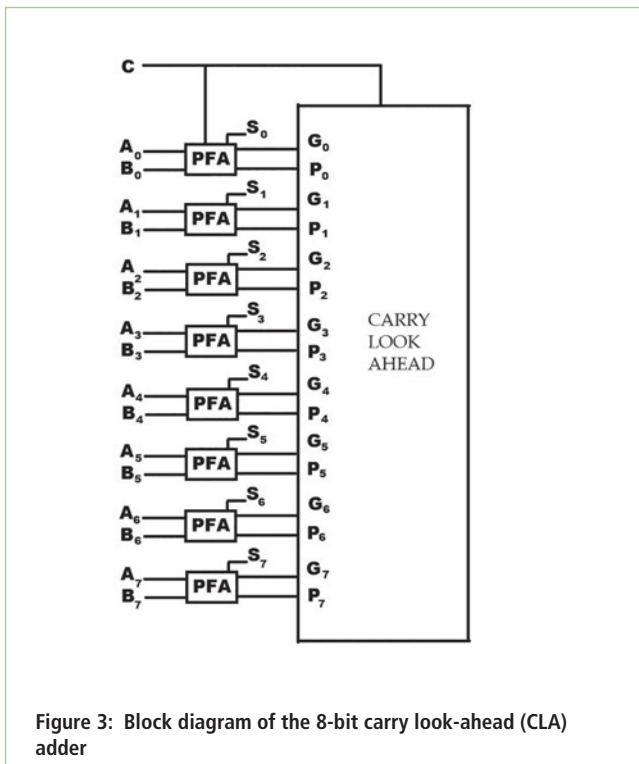 C
S₀
A₀ PFA G₀
B₀ P₀
S₁
A₁ PFA G₁
B₁ P₁
S₂
A₂ PFA G₂
B₂ P₂
S₃
A₃ PFA G₃
B₃ P₃
S₄
A₄ PFA G₄
B₄ P₄
S₅
A₅ PFA G₅
B₅ P₅
S₆
A₆ PFA G₆
B₆ P₆
S₇
A₇ PFA G₇
B₇ P₇
CARRY
LOOK
AHEAD
Figure 3: Block diagram of the 8-bit carry look-ahead (CLA)
adder